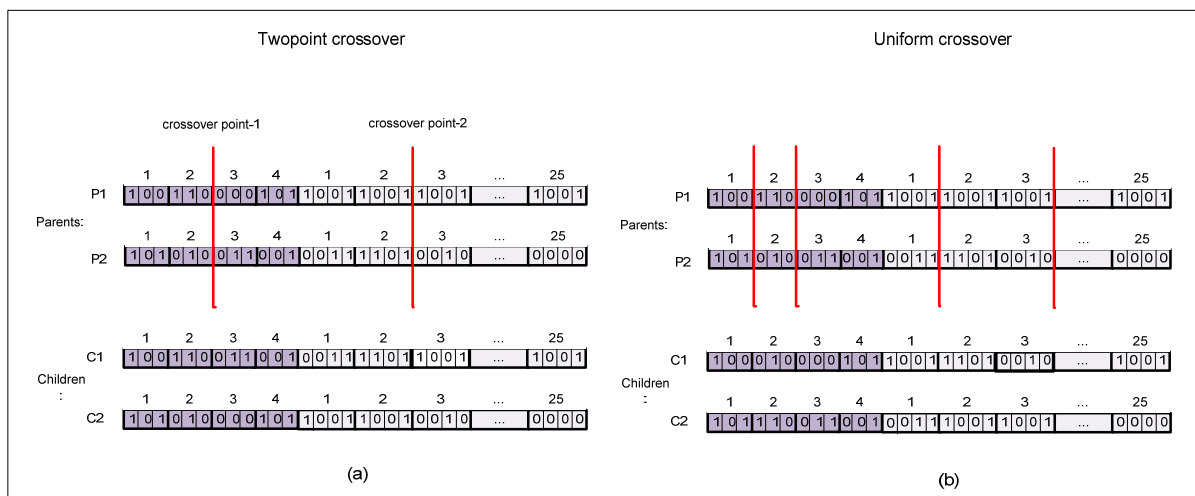 Twopoint crossover
crossover point-1 crossover point-2
1 2 3 4 1 2 3 ... 25
P1 1 0 0 1 1 0 0 0 0 1 0 1 1 0 0 1 1 0 0 1 1 0 0 1 ... 1 0 0 1
Parents:
1 2 3 4 1 2 3 ... 25
P2 1 0 1 0 1 0 0 1 1 0 0 1 0 0 1 1 1 1 0 1 0 0 1 0 ... 0 0 0 0
1 2 3 4 1 2 3 ... 25
C1 1 0 0 1 1 0 0 1 1 0 0 1 0 0 1 1 1 1 0 1 1 0 0 1 ... 1 0 0 1
Children
:
1 2 3 4 1 2 3 ... 25
C2 1 0 1 0 1 0 0 0 0 1 0 1 1 0 0 1 1 0 0 1 0 0 1 0 ... 0 0 0 0
(a)
Uniform crossover
1 2 3 4 1 2 3 ... 25
P1 1 0 0 1 1 0 0 0 0 1 0 1 1 0 0 1 1 0 0 1 1 0 0 1 ... 1 0 0 1
Parents:
1 2 3 4 1 2 3 ... 25
P2 1 0 1 0 1 0 0 1 1 0 0 1 0 0 1 1 1 1 0 1 0 0 1 0 ... 0 0 0 0
1 2 3 4 1 2 3 ... 25
C1 1 0 0 0 1 0 0 0 0 1 0 1 1 0 0 1 1 1 0 1 0 0 1 0 ... 1 0 0 1
Children
:
1 2 3 4 1 2 3 ... 25
C2 1 0 1 1 1 0 0 1 1 0 0 1 0 0 1 1 1 0 0 1 1 0 0 1 ... 0 0 0 0
(b)